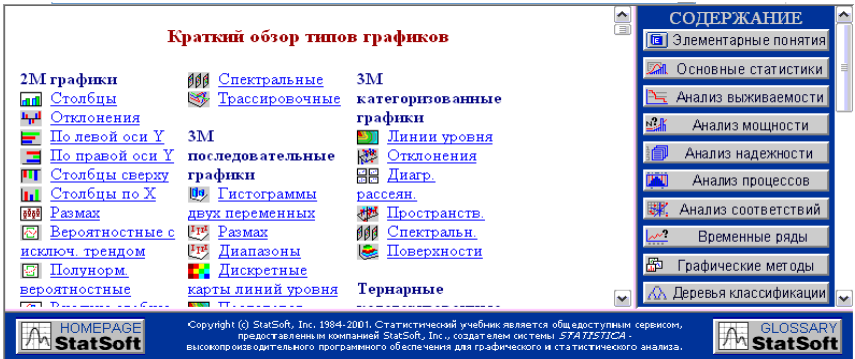 Краткий обзор типов графиков
2М графики
Столбцы
Отклонения
По левой оси Y
По правой оси Y
Столбцы сверху
Столбцы по X
Размах
Вероятностные с
исключ. трендом
Полунорм.
вероятностные
Спектральные
Трассировочные
3М
последовательные
графики
Гистограммы
двух переменных
Размах
Диапазоны
Дискретные
карты линий уровня
3М
категоризованные
графики
Линии уровня
Отклонения
Диагр.
рассеян.
Пространств.
Спектральн.
Поверхности
Тернарные
СОДЕРЖАНИЕ
Элементарные понятия
Основные статистики
Анализ выживаемости
Анализ мощности
Анализ надежности
Анализ процессов
Анализ соответствий
Временные ряды
Графические методы
Деревья классификации
HOMEPAGE
StatSoft
Copyright (c) StatSoft, Inc. 1984-2001. Статистический учебник является общедоступным сервисом,
предоставленным компанией StatSoft, Inc., создателем системы STATISTICA -
высокопроизводительного программного обеспечения для графического и статистического анализа.
GLOSSARY
StatSoft